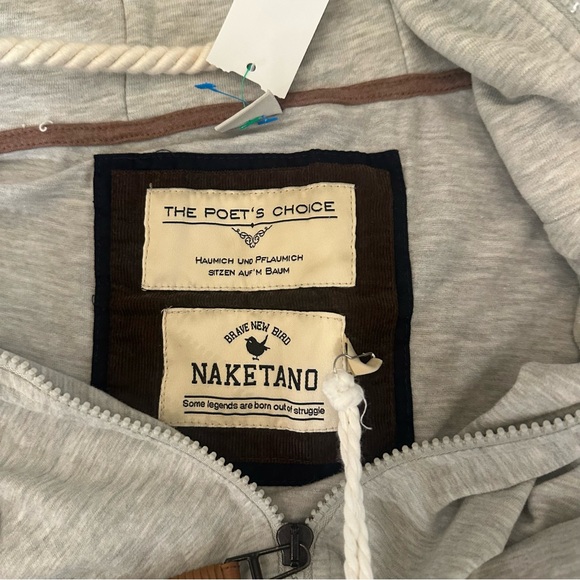 THE POET'S CHOICE
HAUMICH UND PFLAUMICH
SITZEN AUF'M BAUM
BRAVE NEW BIRD
NAKETANO
Some legends are born out of struggle